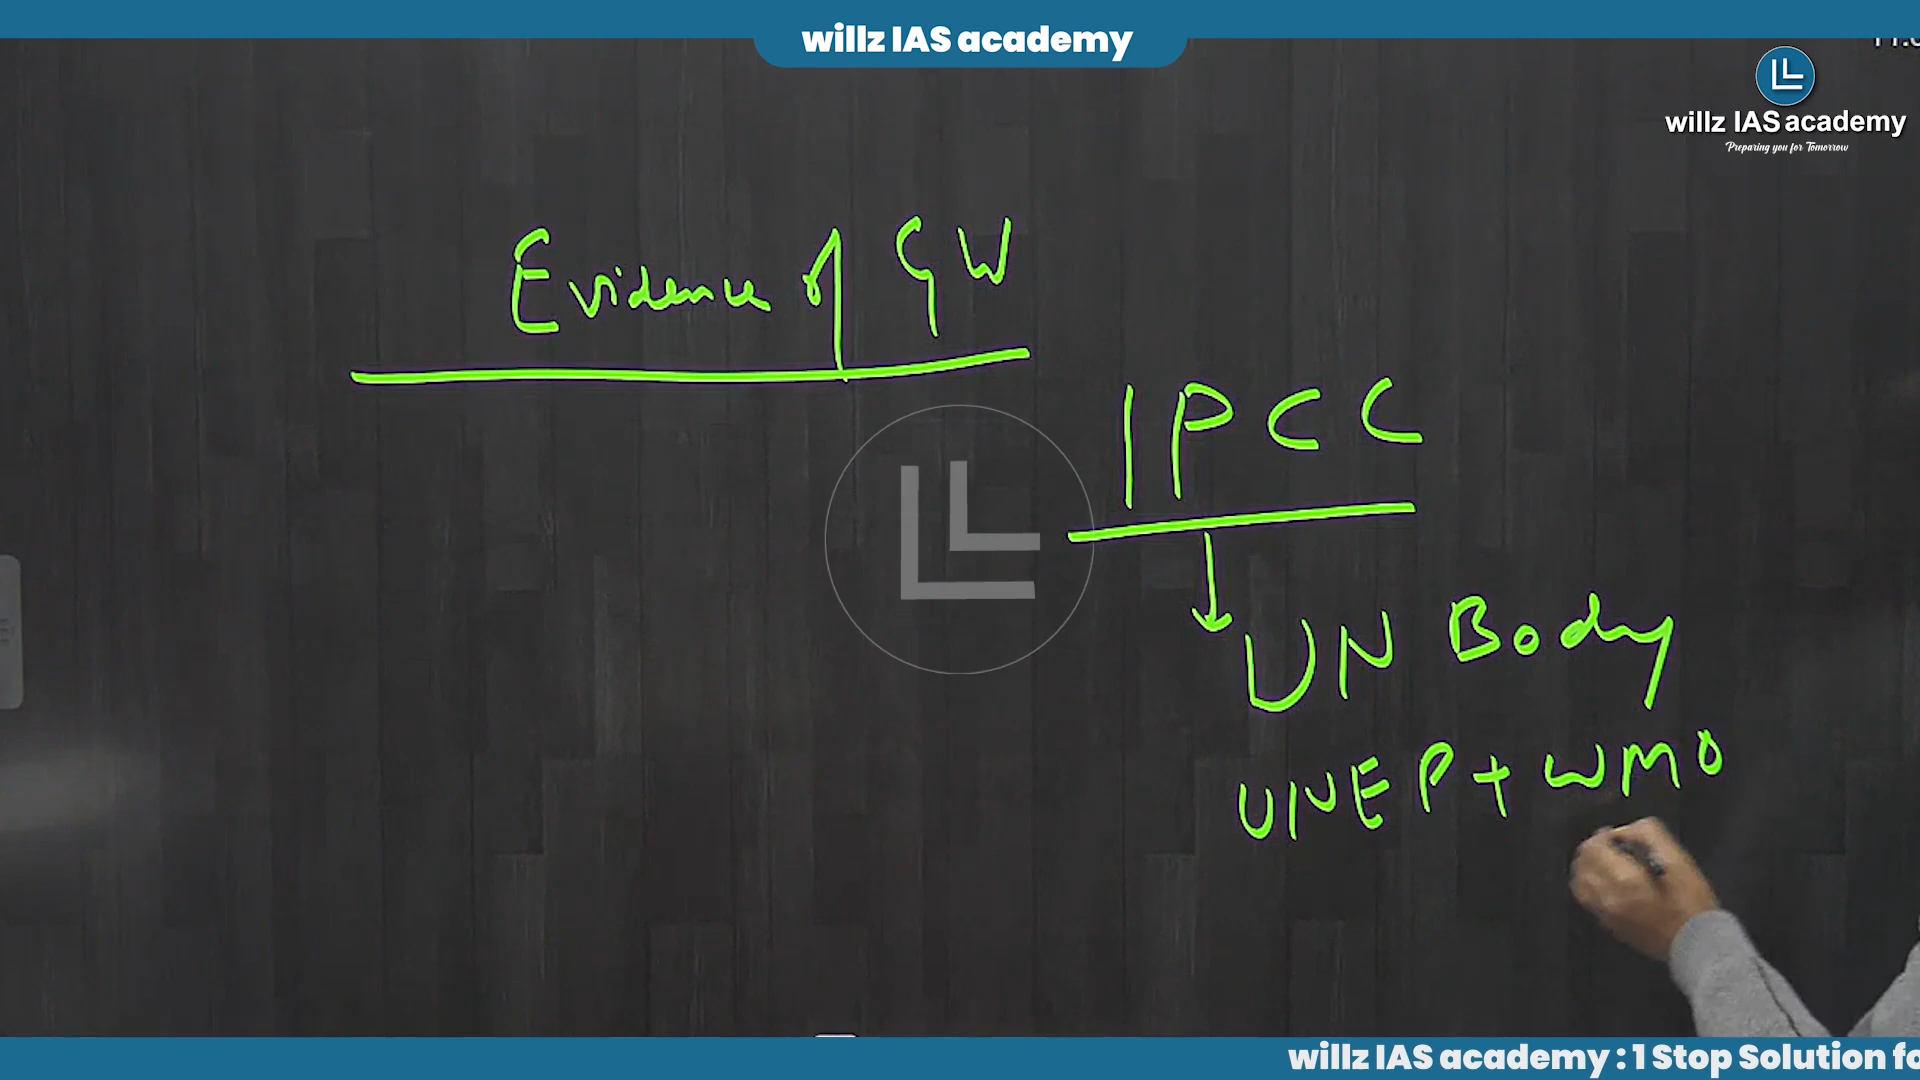 willz IAS academy
willz IAS academy
Preparing you for Tomorrow
Evidence of GW
IPCC
UN Body
UNEP + WMO
willz IAS academy : 1 Stop Solution fo